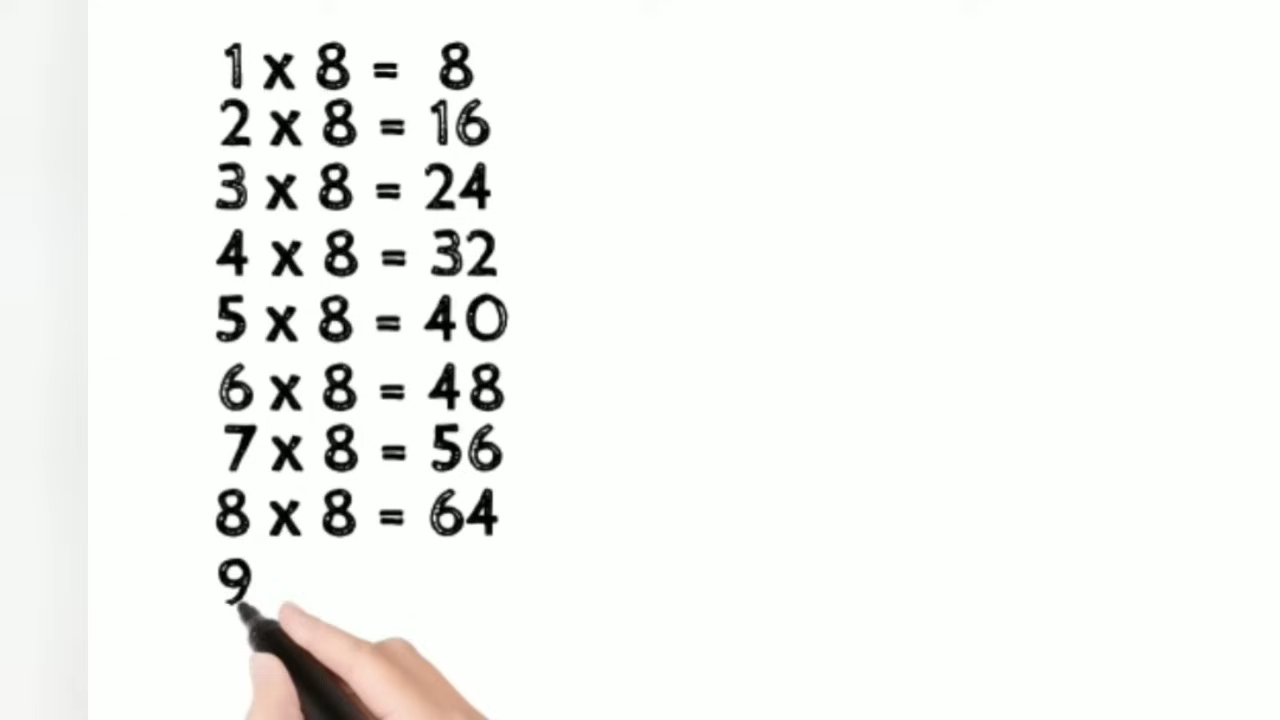 1 x 8 = 8
2 x 8 = 16
3 x 8 = 24
4 x 8 = 32
5 x 8 = 40
6 x 8 = 48
7 x 8 = 56
8 x 8 = 64
9